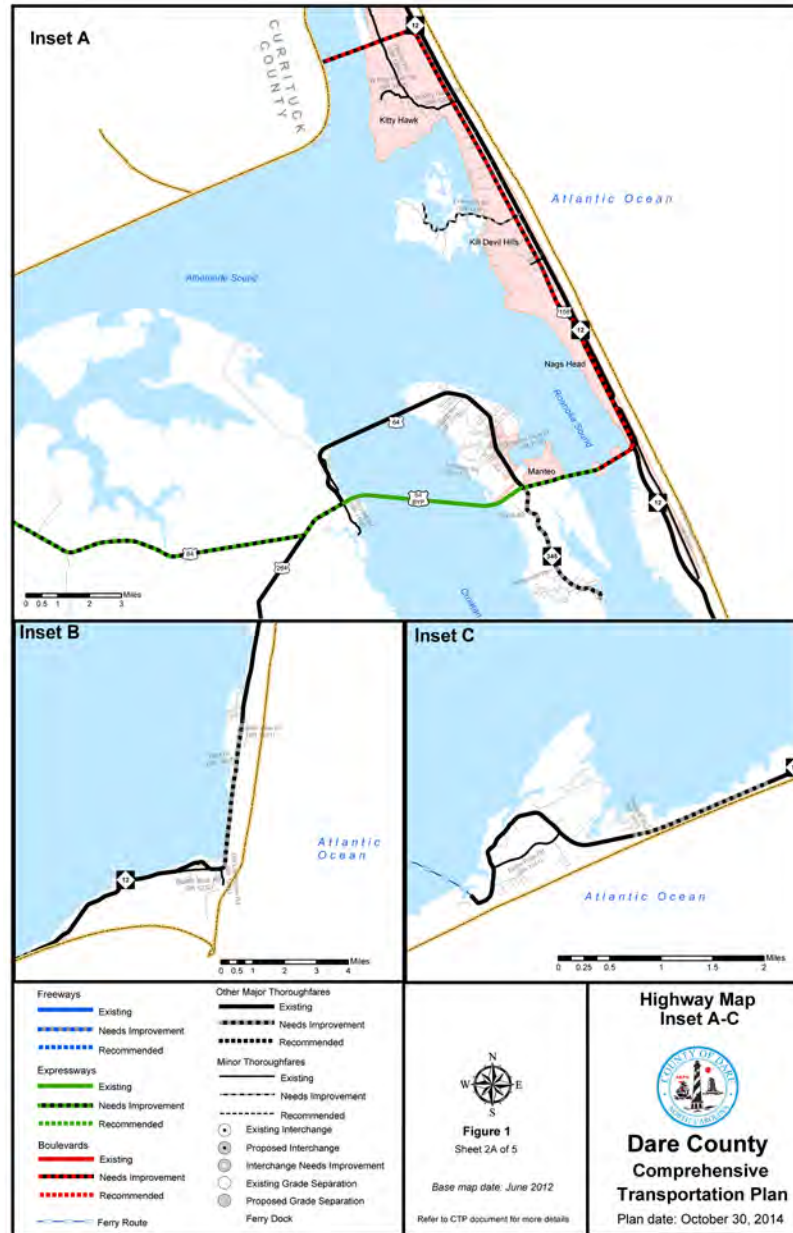 Inset A
CURRITUCK
COUNTY
12
Kitty Hawk
Atlantic Ocean
Kill Devil Hills
Albemarle Sound
158
12
Nags Head
Roanoke Sound
64
Manteo
64
BYP
12
64
264
345
Croatan
0 0.5 1 2 3 Miles
Inset B
Atlantic
Ocean
12
0 0.5 1 2 3 4 Miles
Inset C
Atlantic Ocean
0 0.25 0.5 1 1.5 2 Miles
Freeways
Existing
Needs Improvement
Recommended
Expressways
Existing
Needs Improvement
Recommended
Boulevards
Existing
Needs Improvement
Recommended
Ferry Route
Other Major Thoroughfares
Existing
Needs Improvement
Recommended
Minor Thoroughfares
Existing
Needs Improvement
Recommended
Existing Interchange
Proposed Interchange
Interchange Needs Improvement
Existing Grade Separation
Proposed Grade Separation
Ferry Dock
N
W E
S
Figure 1
Sheet 2A of 5
Base map date: June 2012
Refer to CTP document for more details
Highway Map
Inset A-C
COUNTY OF DARE
NORTH CAROLINA
Dare County
Comprehensive
Transportation Plan
Plan date: October 30, 2014